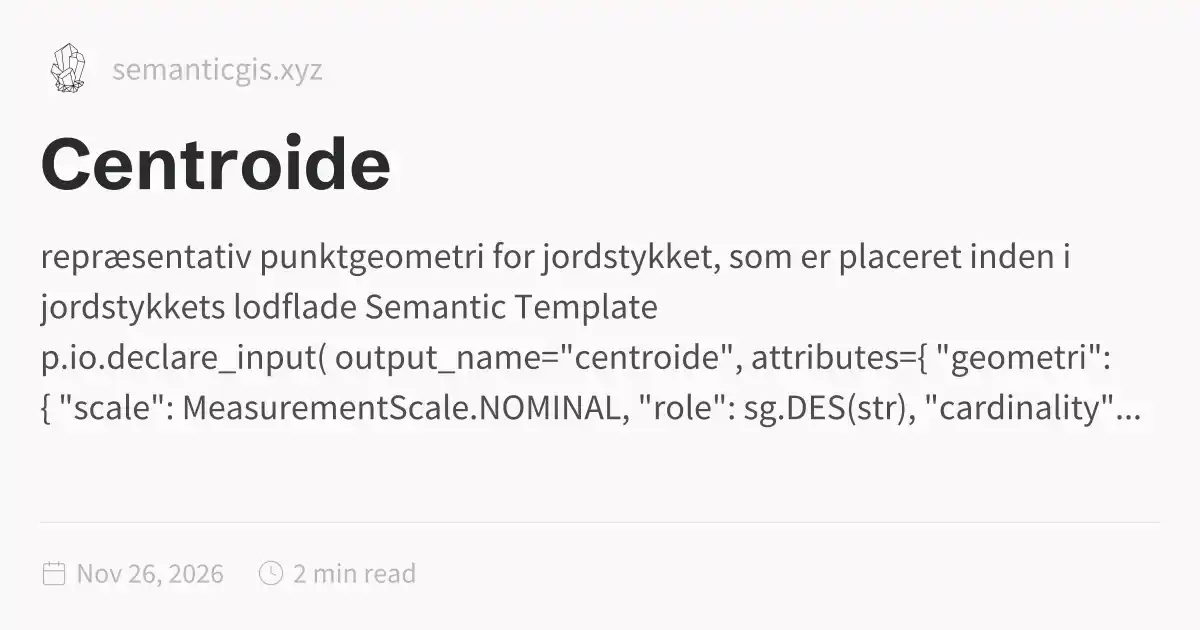 semanticgis.xyz
Centroide
repræsentativ punktgeometri for jordstykket, som er placeret inden i
jordstykkets lodflade Semantic Template
p.io.declare_input( output_name="centroide", attributes={ "geometri":
{ "scale": MeasurementScale.NOMINAL, "role": sg.DES(str), "cardinality"...
Nov 26, 2026 2 min read